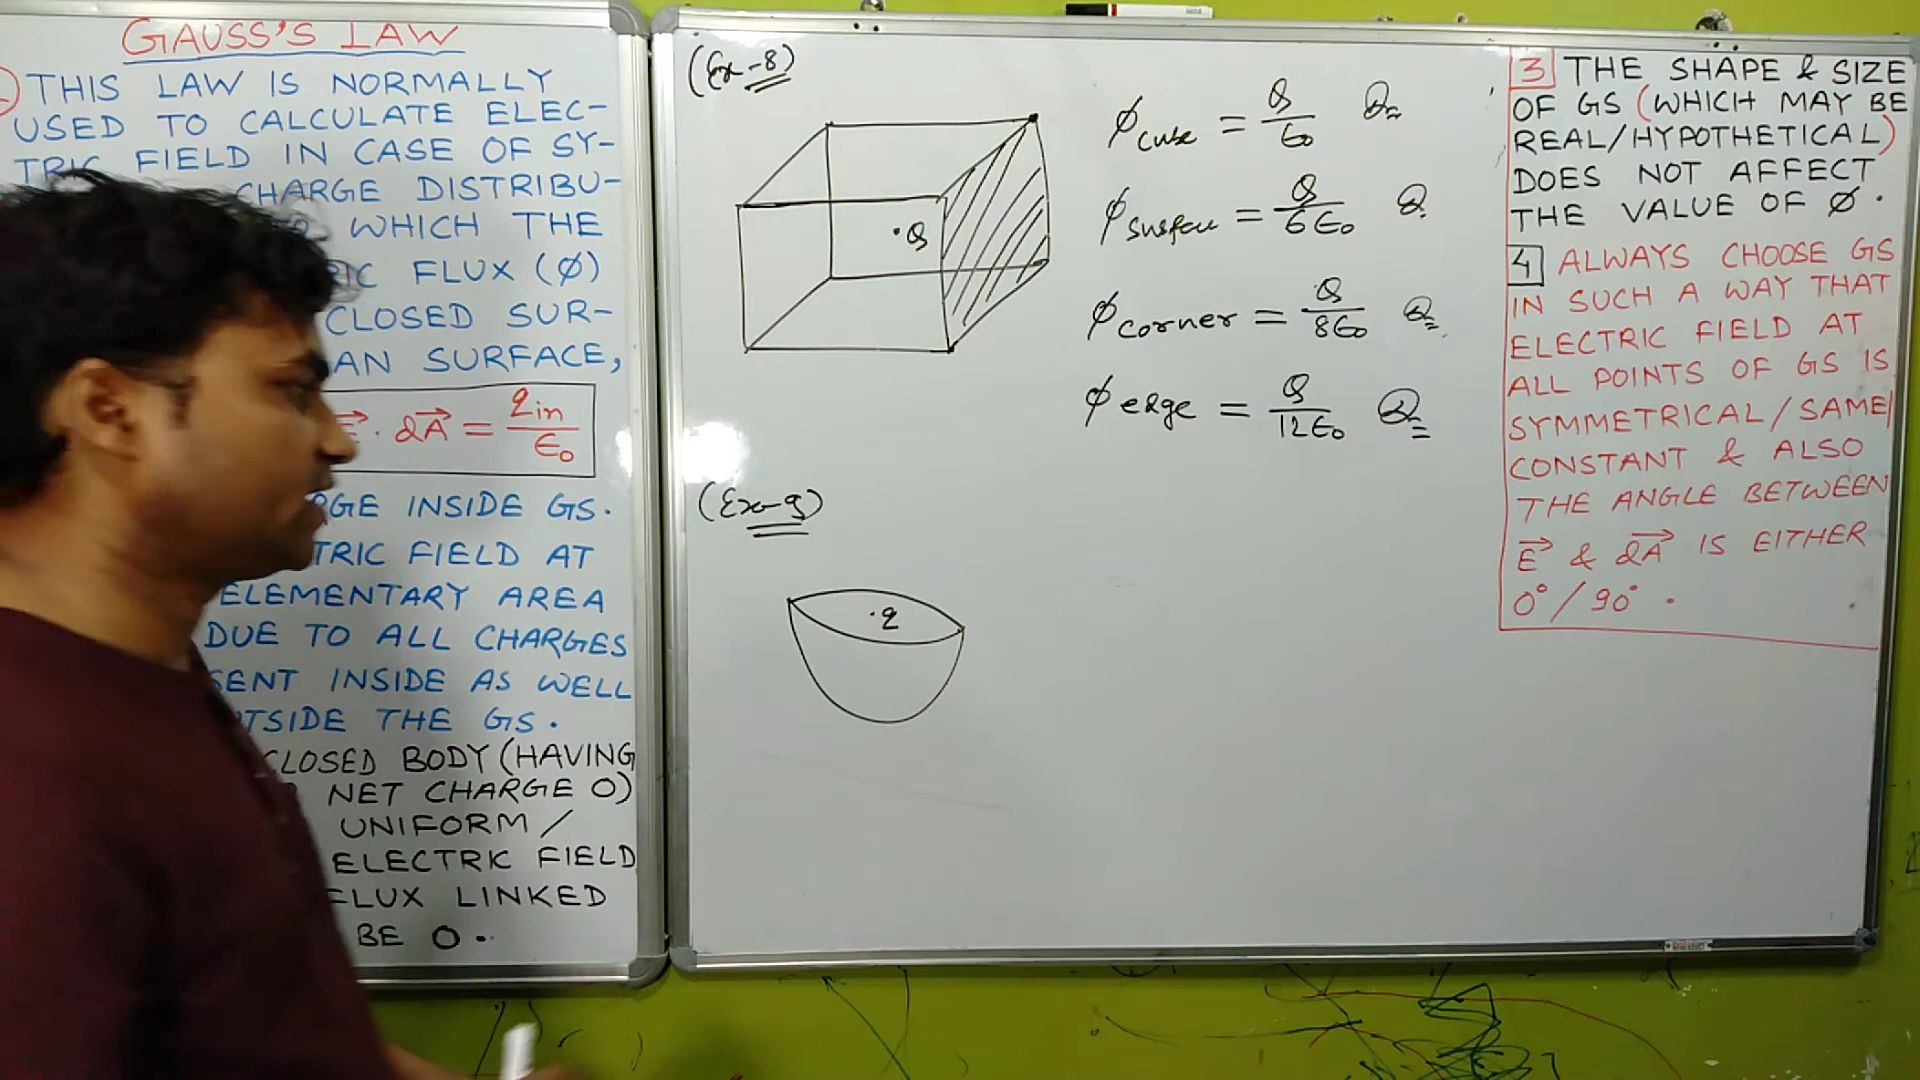 GAUSS'S LAW
THIS LAW IS NORMALLY
USED TO CALCULATE ELEC-
TRIC FIELD IN CASE OF SY-
CHARGE DISTRIBU-
WHICH THE
RIC FLUX (Ø)
CLOSED SUR-
AN SURFACE,
E⃗ . dA⃗ = qin/ϵ₀
RGE INSIDE GS.
TRIC FIELD AT
ELEMENTARY AREA
DUE TO ALL CHARGES
SENT INSIDE AS WELL
TSIDE THE GS.
CLOSED BODY (HAVING
NET CHARGE 0)
UNIFORM /
ELECTRIC FIELD
FLUX LINKED
BE 0.
(Ex-8)
.Q
ϕcube = Q/ϵ₀
ϕsurface = Q/6ϵ₀
ϕcorner = Q/8ϵ₀
ϕedge = Q/12ϵ₀
(Ex-9)
.q
3 THE SHAPE & SIZE
OF GS (WHICH MAY BE
REAL/HYPOTHETICAL)
DOES NOT AFFECT
THE VALUE OF Ø.
4 ALWAYS CHOOSE GS
IN SUCH A WAY THAT
ELECTRIC FIELD AT
ALL POINTS OF GS IS
SYMMETRICAL/SAME/
CONSTANT & ALSO
THE ANGLE BETWEEN
E⃗ & dA⃗ IS EITHER
0°/90°.